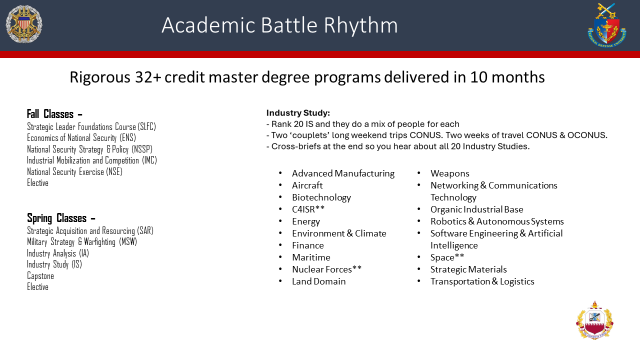 Academic Battle Rhythm
Rigorous 32+ credit master degree programs delivered in 10 months
Fall Classes –
Strategic Leader Foundations Course (SLFC)
Economics of National Security (ENS)
National Security Strategy & Policy (NSSP)
Industrial Mobilization and Competition (IMC)
National Security Exercise (NSE)
Elective
Spring Classes –
Strategic Acquisition and Resourcing (SAR)
Military Strategy & Warfighting (MSW)
Industry Analysis (IA)
Industry Study (IS)
Capstone
Elective
Industry Study:
- Rank 20 IS and they do a mix of people for each
- Two ‘couplets’ long weekend trips CONUS. Two weeks of travel CONUS & OCONUS.
- Cross-briefs at the end so you hear about all 20 Industry Studies.
• Advanced Manufacturing
• Aircraft
• Biotechnology
• C4ISR**
• Energy
• Environment & Climate
• Finance
• Maritime
• Nuclear Forces**
• Land Domain
• Weapons
• Networking & Communications
Technology
• Organic Industrial Base
• Robotics & Autonomous Systems
• Software Engineering & Artificial
Intelligence
• Space**
• Strategic Materials
• Transportation & Logistics